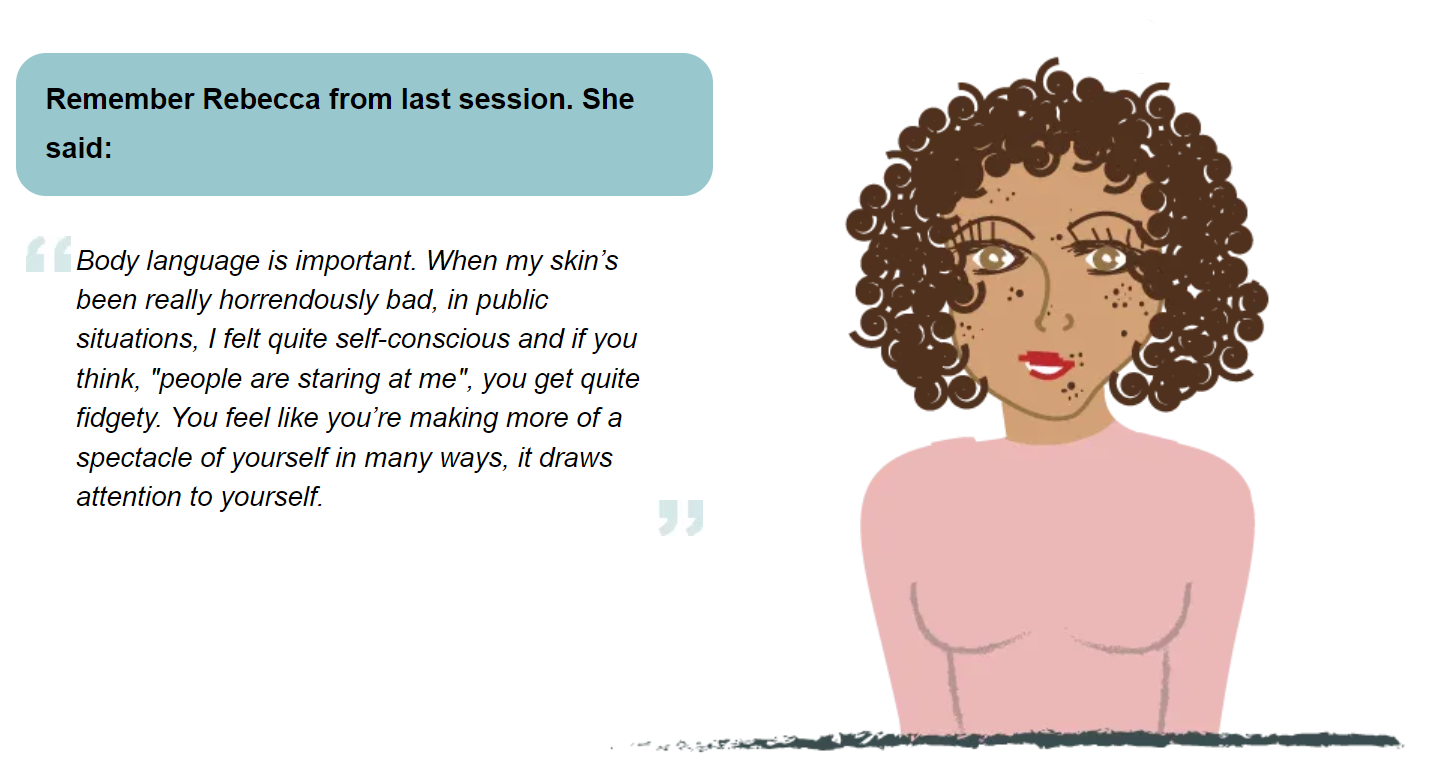 Remember Rebecca from last session. She
said:
“Body language is important. When my skin’s
been really horrendously bad, in public
situations, I felt quite self-conscious and if you
think, "people are staring at me", you get quite
fidgety. You feel like you’re making more of a
spectacle of yourself in many ways, it draws
attention to yourself.
”